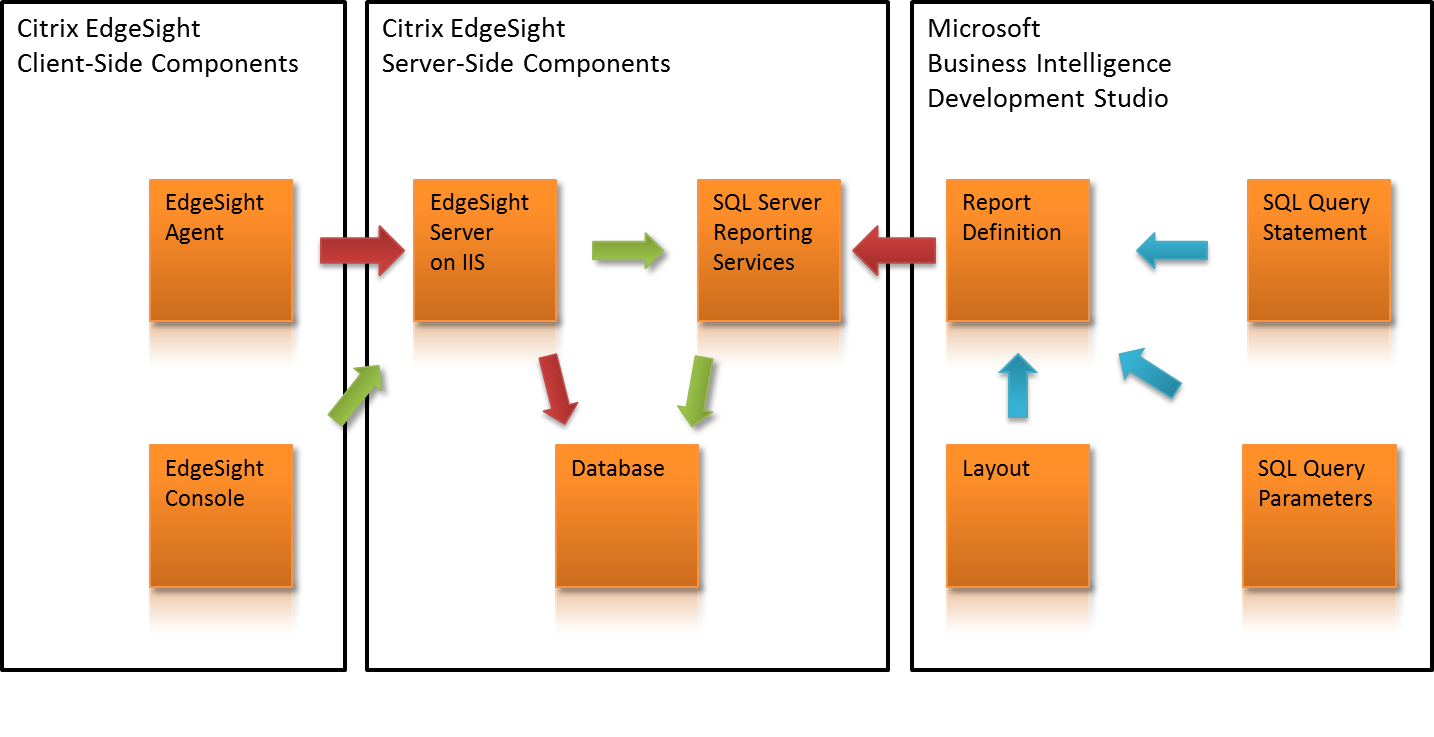 Citrix EdgeSight
Client-Side Components
Citrix EdgeSight
Server-Side Components
Microsoft
Business Intelligence
Development Studio
EdgeSight
Agent
EdgeSight
Server
on IIS
SQL Server
Reporting
Services
Report
Definition
SQL Query
Statement
EdgeSight
Console
Database
Layout
SQL Query
Parameters